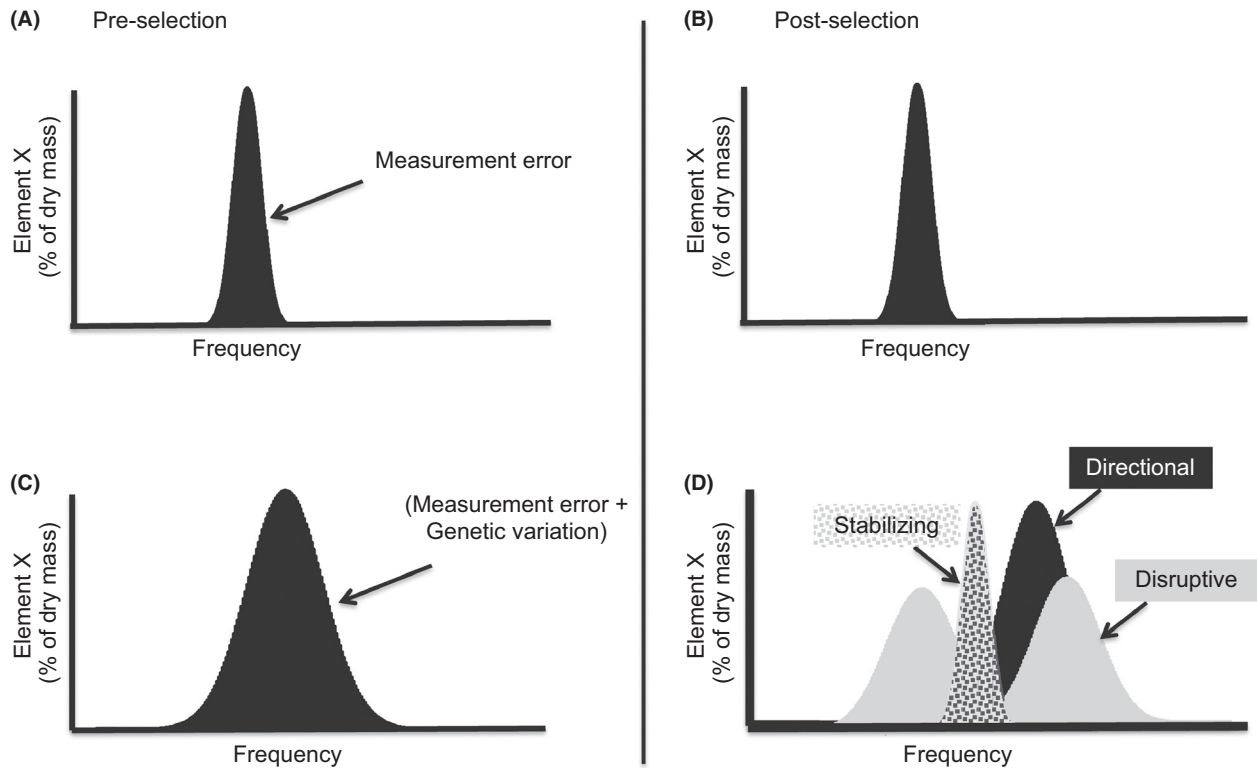 (A) Pre-selection
Element X
(% of dry mass)
Measurement error
Frequency
(B) Post-selection
Element X
(% of dry mass)
Frequency
(C)
Element X
(% of dry mass)
(Measurement error +
Genetic variation)
Frequency
(D)
Element X
(% of dry mass)
Directional
Stabilizing
Disruptive
Frequency